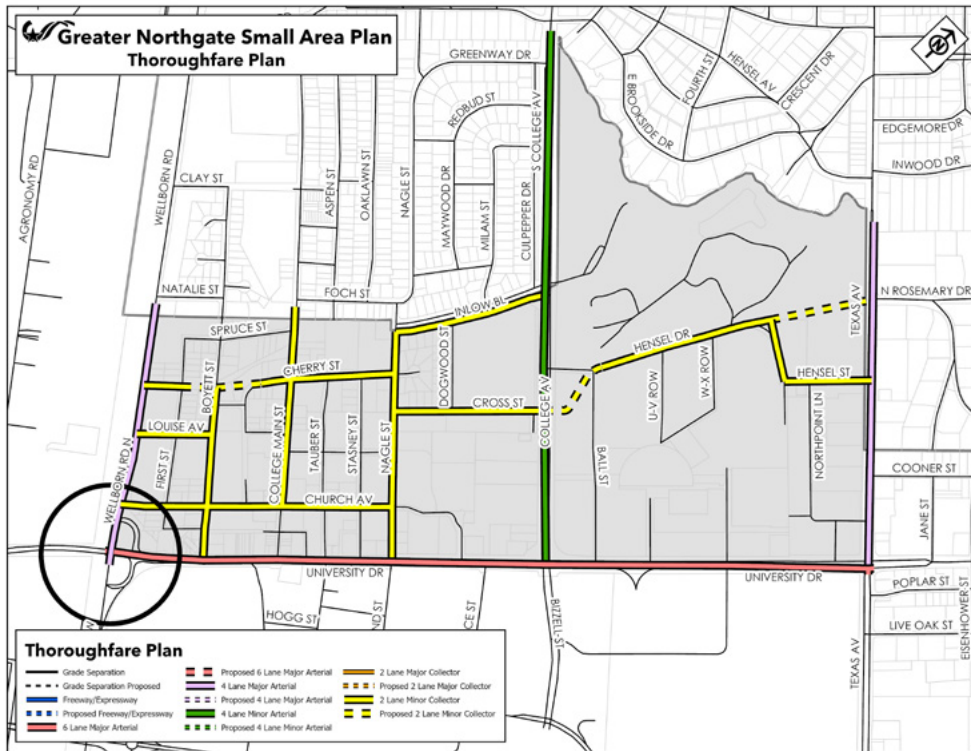 Greater Northgate Small Area Plan
Thoroughfare Plan
N
GREENWAY DR
REDBUD ST
S COLLEGE AV
E BROOKSIDE DR
FOURTH ST
HENSEL AV
CRESCENT DR
EDGEMORE DR
INWOOD DR
AGRONOMY RD
WELLBORN RD
CLAY ST
ASPEN ST
OAKLAWN ST
NAGLE ST
MAYWOOD DR
MILAM ST
CULPEPPER DR
NATALIE ST
FOCH ST
INLOW BL
N ROSEMARY DR
TEXAS AV
SPRUCE ST
CHERRY ST
BOYETT ST
DOGWOOD ST
HENSEL DR
W-X ROW
U-V ROW
HENSEL ST
CROSS ST
COLLEGE AV
LOUISE AV
FIRST ST
COLLEGE MAIN ST
TAUBER ST
STASNEY ST
NAGLE ST
BALL ST
NORTHPOINT LN
COONER ST
WELLBORN RD N
CHURCH AV
JANE ST
UNIVERSITY DR
UNIVERSITY DR
POPLAR ST
HOGG ST
ND ST
CE ST
BIZZELL ST
LIVE OAK ST
EISENHOWER ST
TEXAS AV
Thoroughfare Plan
Grade Separation
Grade Separation Proposed
Freeway/Expressway
Proposed Freeway/Expressway
6 Lane Major Arterial
Proposed 6 Lane Major Arterial
4 Lane Major Arterial
Proposed 4 Lane Major Arterial
4 Lane Minor Arterial
Proposed 4 Lane Minor Arterial
2 Lane Major Collector
Propsed 2 Lane Major Collector
2 Lane Minor Collector
Proposed 2 Lane Minor Collector